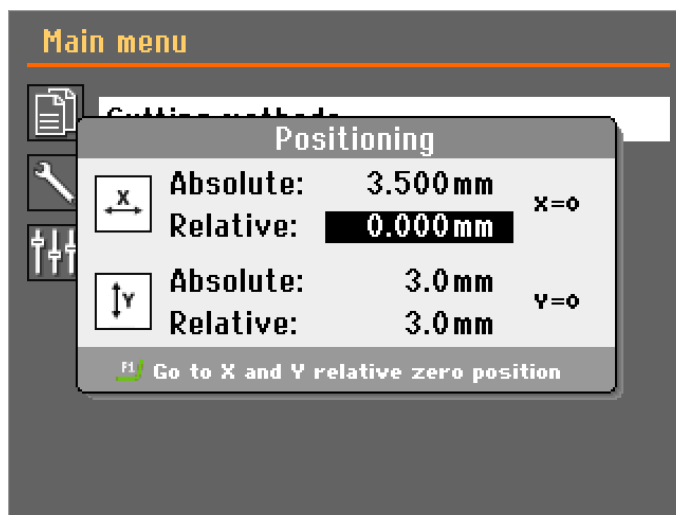 Main menu
Positioning
X
Absolute: 3.500mm
Relative: 0.000mm
X=0
Y
Absolute: 3.0mm
Relative: 3.0mm
Y=0
F1 Go to X and Y relative zero position